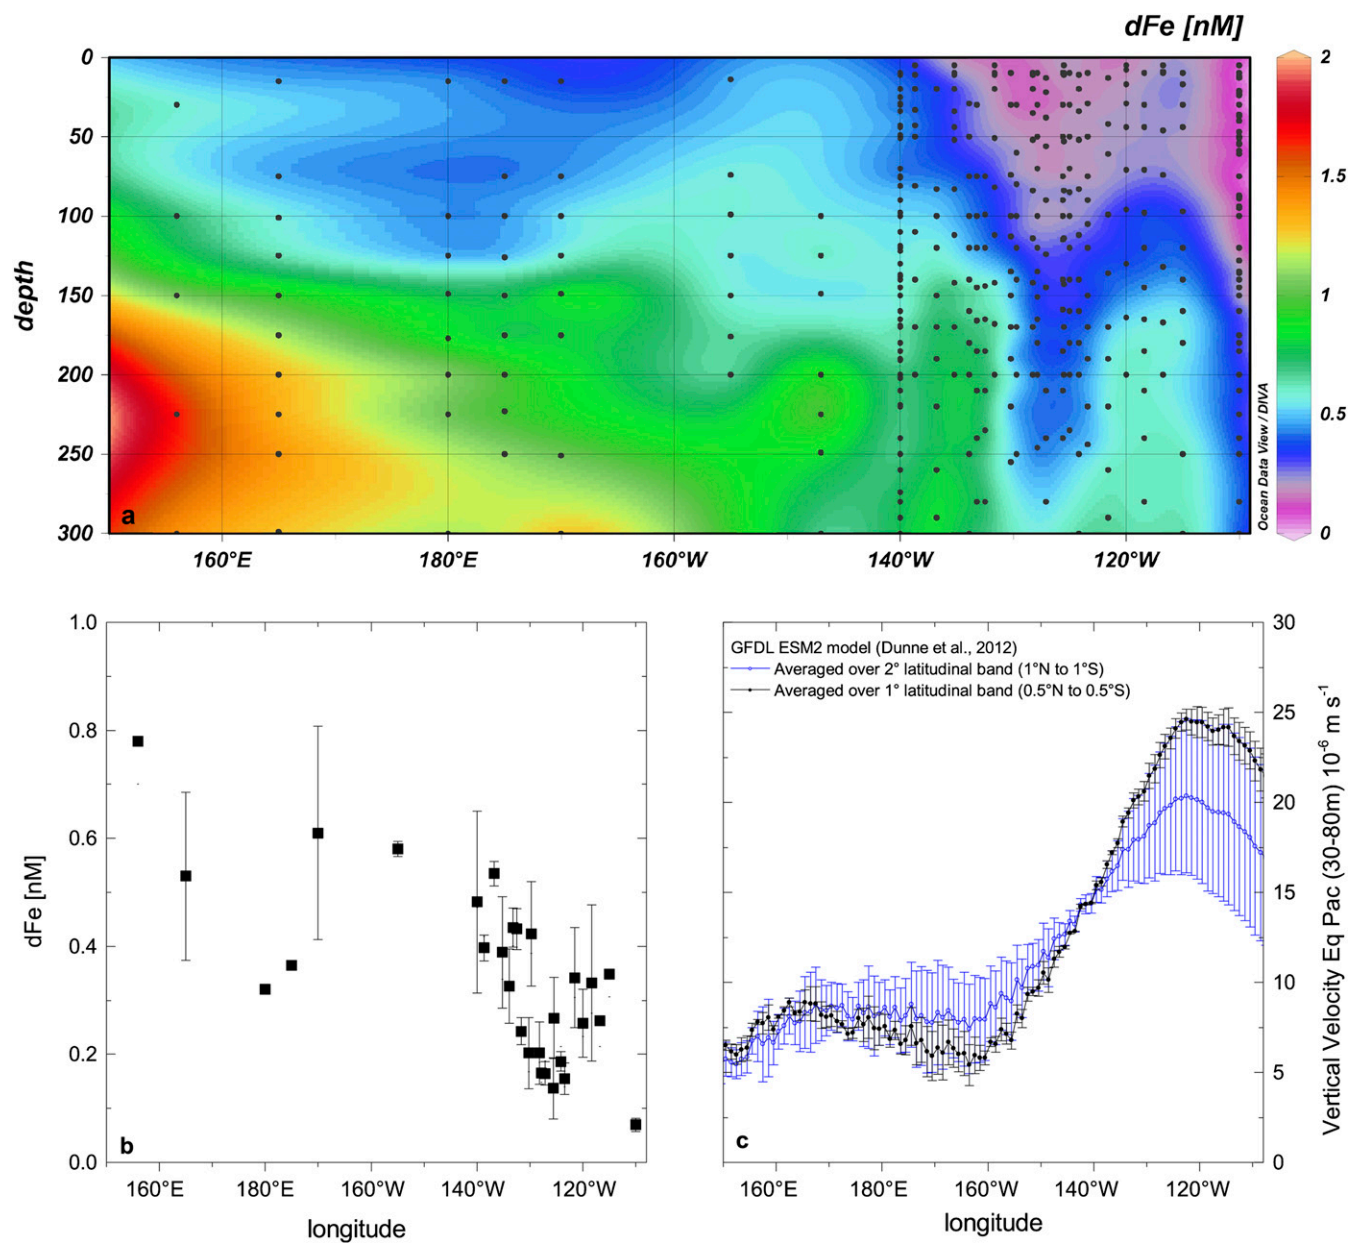 dFe [nM]
0
50
100
150
200
250
300
depth
a
160°E
180°E
160°W
140°W
120°W
Ocean Data View / DIVA
2
1.5
1
0.5
0
1.0
0.8
0.6
0.4
0.2
0.0
dFe [nM]
b
160°E
180°E
160°W
140°W
120°W
longitude
GFDL ESM2 model (Dunne et al., 2012)
Averaged over 2° latitudinal band (1°N to 1°S)
Averaged over 1° latitudinal band (0.5°N to 0.5°S)
c
30
25
20
15
10
5
0
Vertical Velocity Eq Pac (30-80m) 10⁻⁶ m s⁻¹
160°E
180°E
160°W
140°W
120°W
longitude